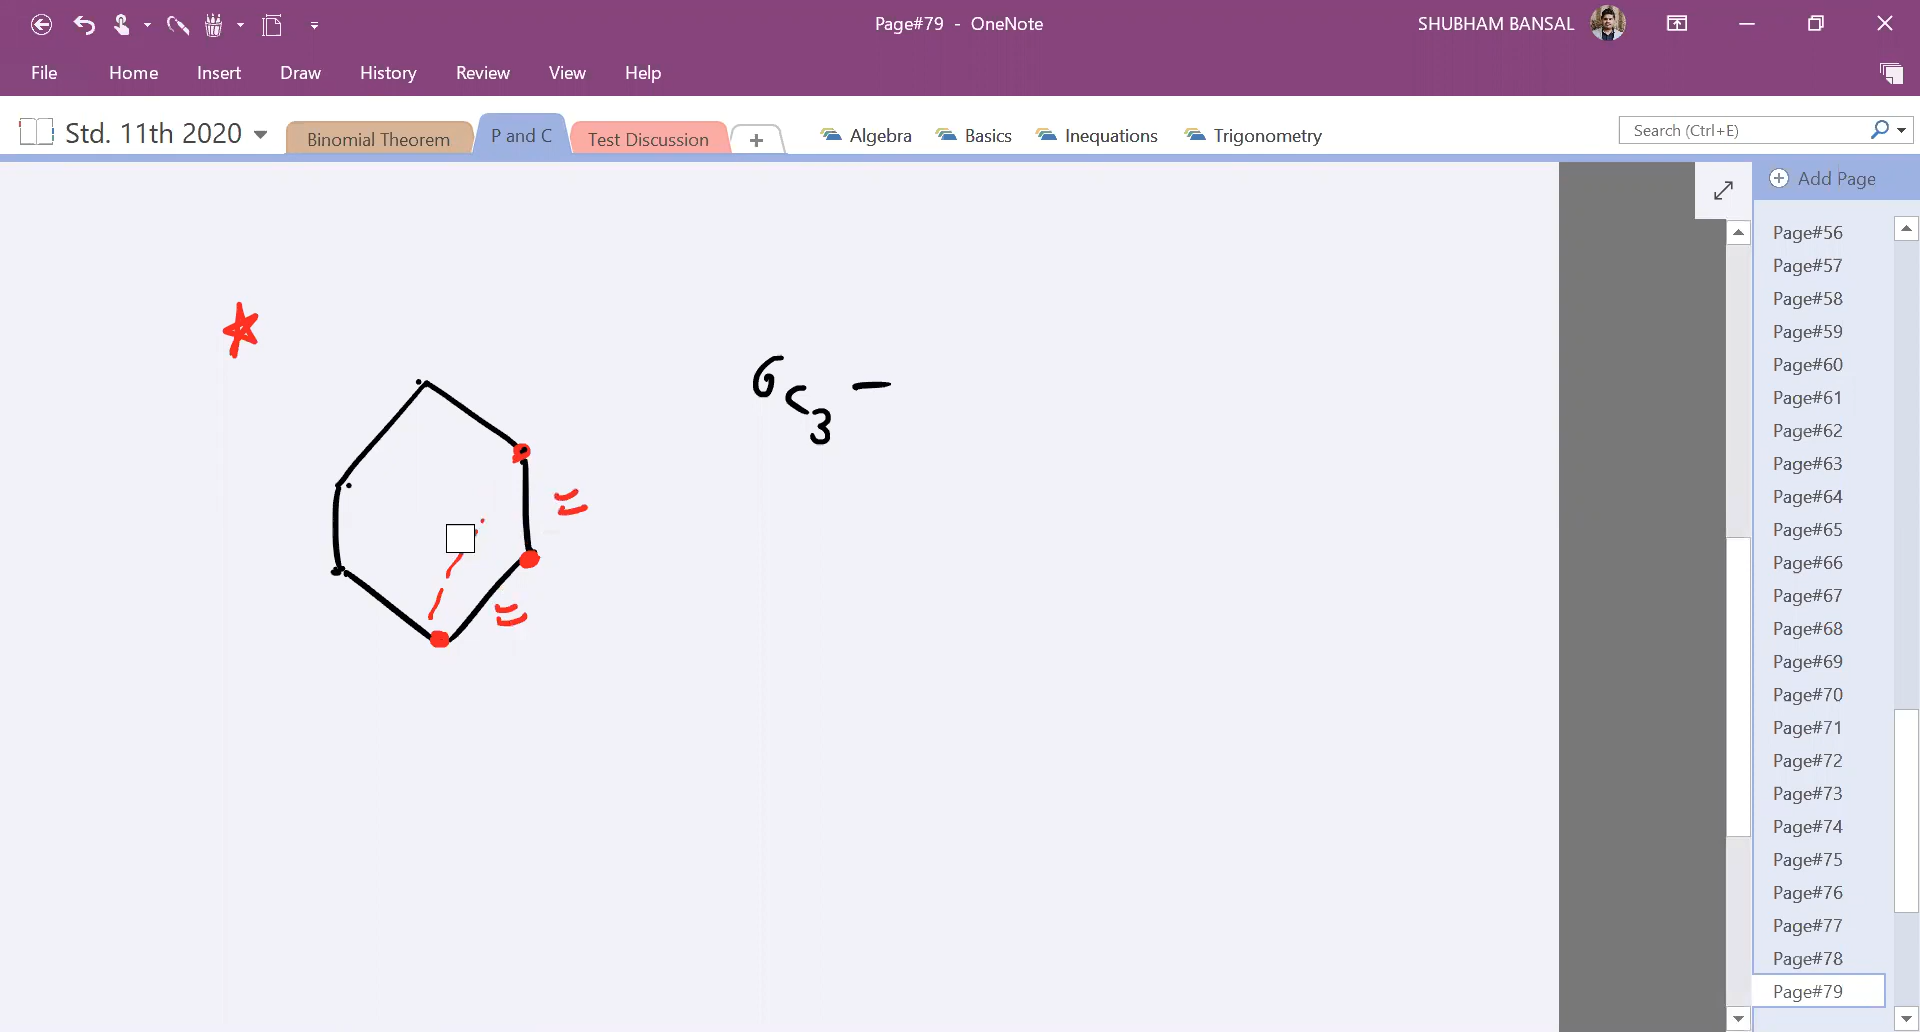 Page#79 - OneNote
SHUBHAM BANSAL
File Home Insert Draw History Review View Help
Std. 11th 2020
Binomial Theorem
P and C
Test Discussion
+
Algebra
Basics
Inequations
Trigonometry
Search (Ctrl+E)
Add Page
6C3 −
Page#56
Page#57
Page#58
Page#59
Page#60
Page#61
Page#62
Page#63
Page#64
Page#65
Page#66
Page#67
Page#68
Page#69
Page#70
Page#71
Page#72
Page#73
Page#74
Page#75
Page#76
Page#77
Page#78
Page#79